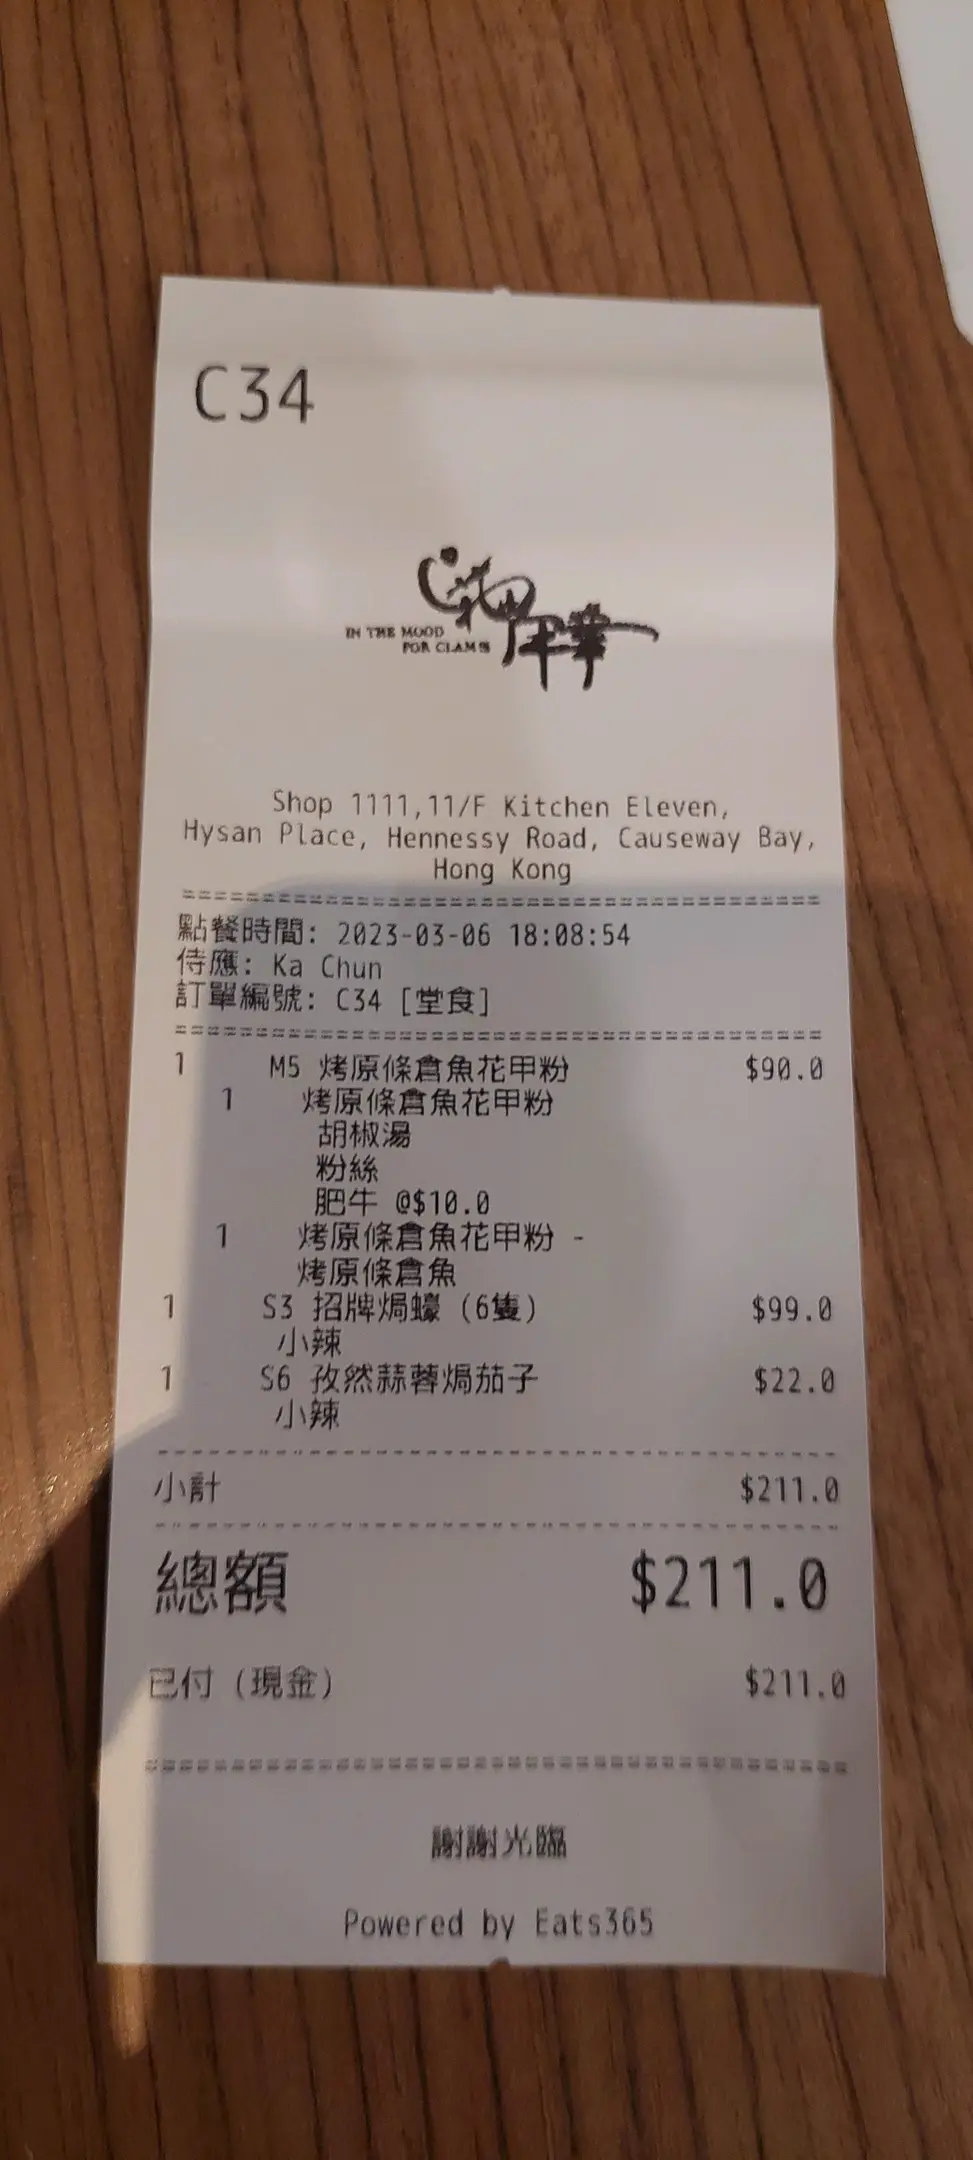 C34
花甲華
IN THE MOOD
FOR CLAMS
Shop 1111,11/F Kitchen Eleven,
Hysan Place, Hennessy Road, Causeway Bay,
Hong Kong
點餐時間: 2023-03-06 18:08:54
侍應: Ka Chun
訂單編號: C34 [堂食]
1 M5 烤原條倉魚花甲粉 $90.0
1 烤原條倉魚花甲粉
胡椒湯
粉絲
肥牛 @$10.0
1 烤原條倉魚花甲粉 -
烤原條倉魚
1 S3 招牌焗蠔 (6隻) $99.0
小辣
1 S6 孜然蒜蓉焗茄子 $22.0
小辣
小計 $211.0
總額 $211.0
已付 (現金) $211.0
謝謝光臨
Powered by Eats365